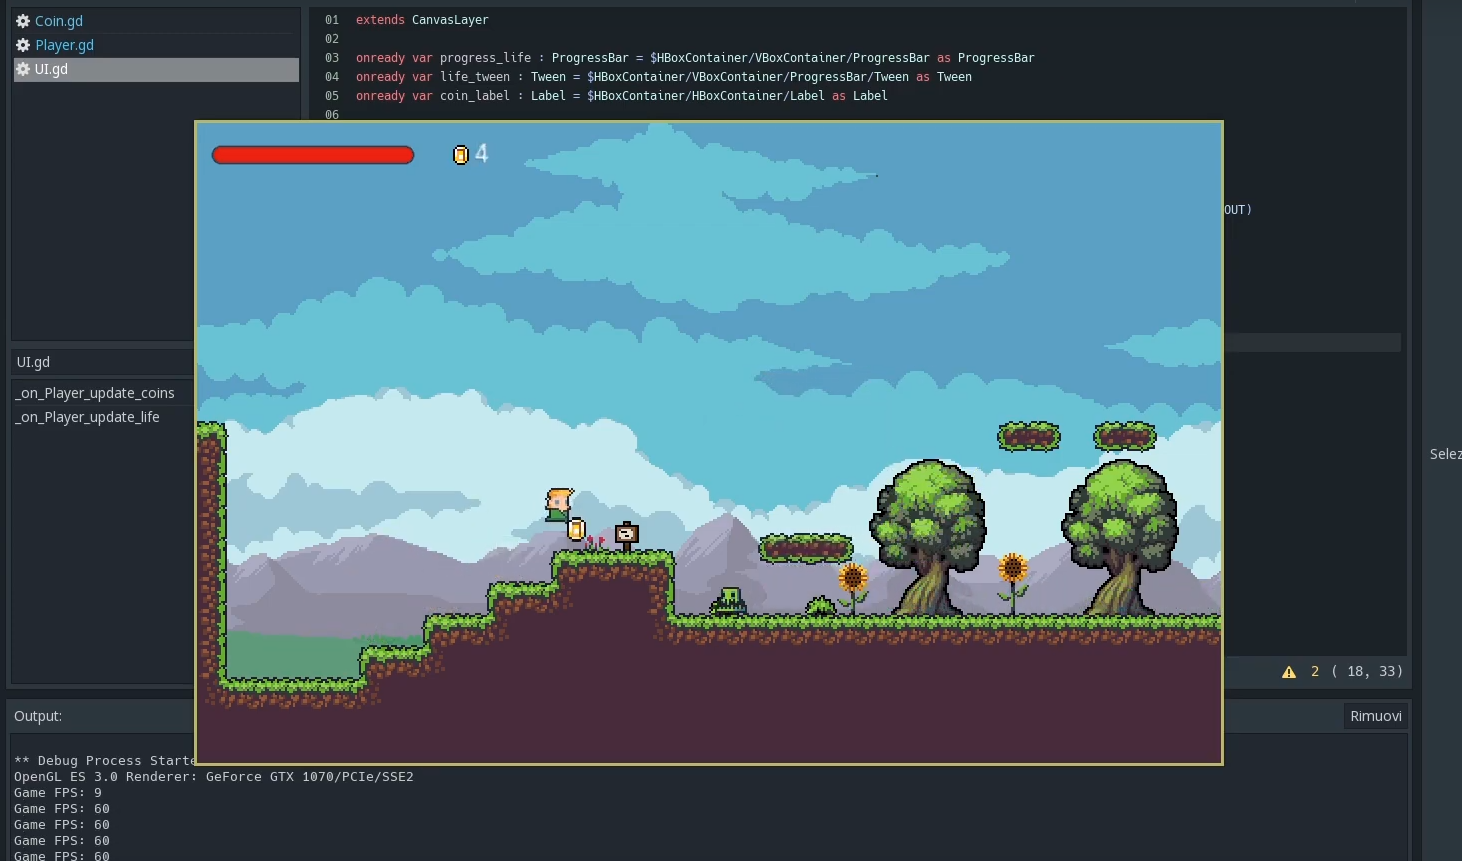 Coin.gd
Player.gd
UI.gd
01 extends CanvasLayer
02
03 onready var progress_life : ProgressBar = $HBoxContainer/VBoxContainer/ProgressBar as ProgressBar
04 onready var life_tween : Tween = $HBoxContainer/VBoxContainer/ProgressBar/Tween as Tween
05 onready var coin_label : Label = $HBoxContainer/HBoxContainer/Label as Label
06
4
OUT)
UI.gd
_on_Player_update_coins
_on_Player_update_life
Selez
2 ( 18, 33)
Output:
Rimuovi
** Debug Process Starte
OpenGL ES 3.0 Renderer: GeForce GTX 1070/PCIe/SSE2
Game FPS: 9
Game FPS: 60
Game FPS: 60
Game FPS: 60
Game FPS: 60